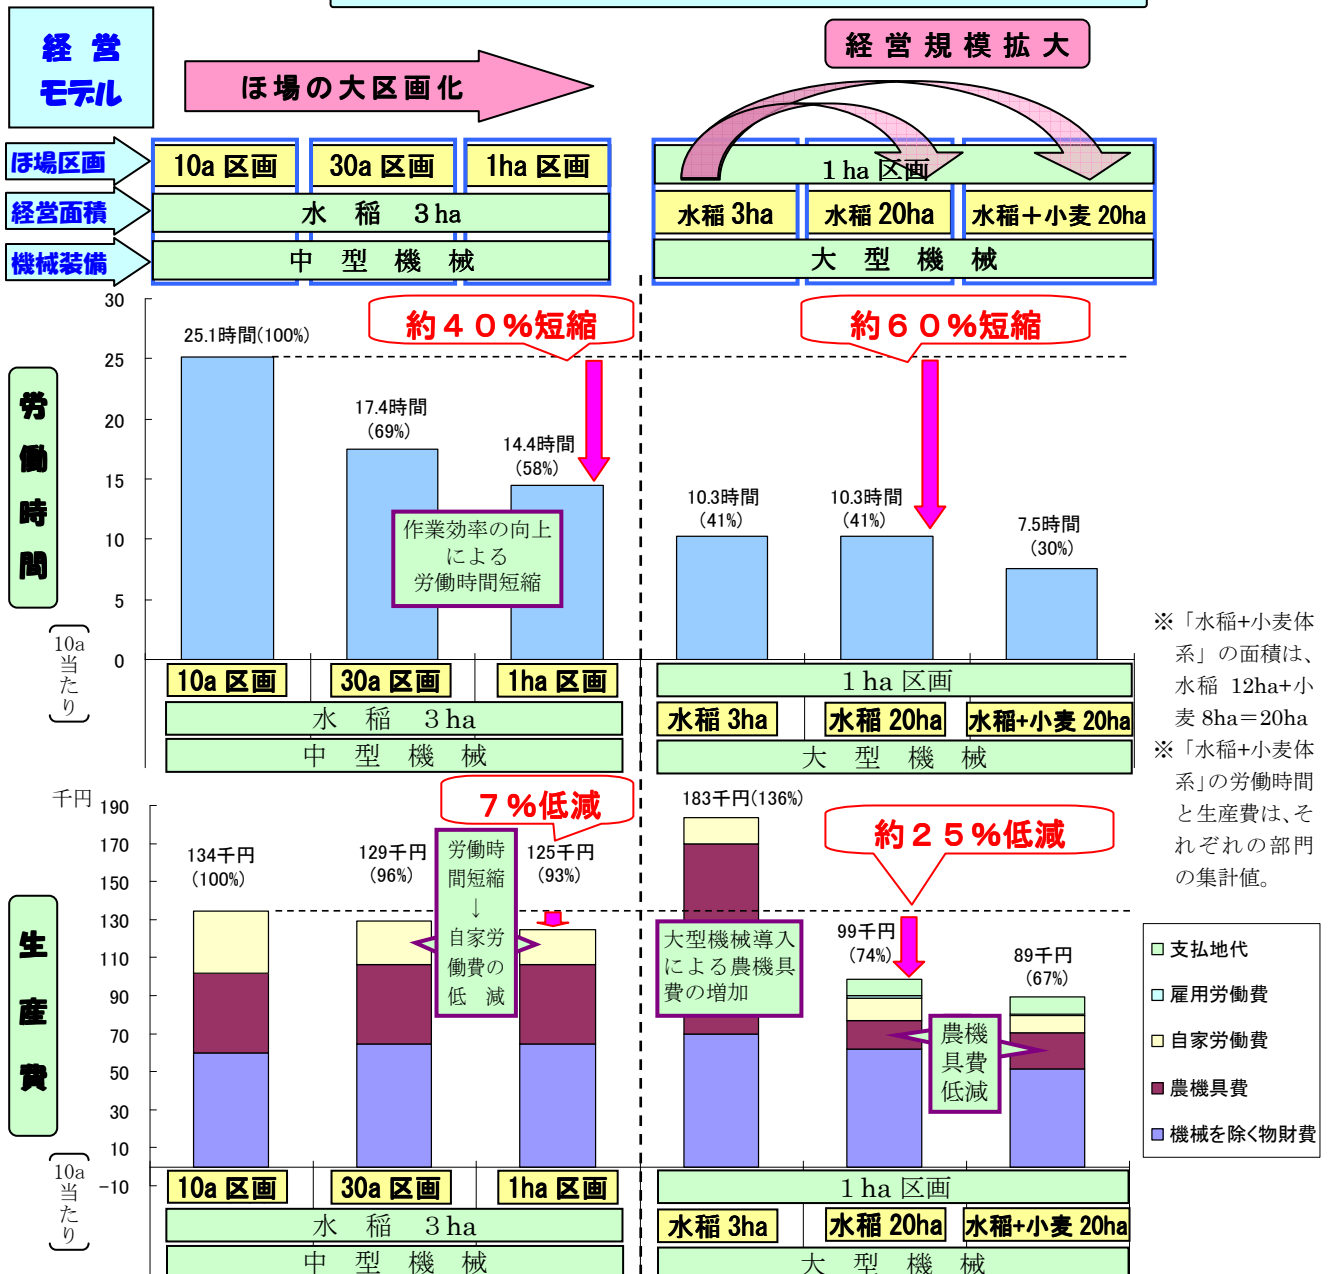 経営
モデル
ほ場の大区画化
経営規模拡大
ほ場区画
10a 区画
30a 区画
1ha 区画
1 ha 区画
経営面積
水 稲 3 ha
水稲 3ha
水稲 20ha
水稲＋小麦 20ha
機械装備
中 型 機 械
大 型 機 械
労働時間
10a当たり
30
25
20
15
10
5
0
25.1時間(100%)
17.4時間
(69%)
14.4時間
(58%)
10.3時間
(41%)
10.3時間
(41%)
7.5時間
(30%)
約４０％短縮
約６０％短縮
作業効率の向上
による
労働時間短縮
10a 区画
30a 区画
1ha 区画
1 ha 区画
水 稲 3 ha
水稲 3ha
水稲 20ha
水稲+小麦 20ha
中 型 機 械
大 型 機 械
※「水稲+小麦体
系」の面積は、
水稲 12ha+小
麦 8ha＝20ha
※「水稲+小麦体
系」の労働時間
と生産費は、そ
れぞれの部門
の集計値。
生産費
10a当たり
千円
190
170
150
130
110
90
70
50
30
10
-10
134千円
(100%)
129千円
(96%)
125千円
(93%)
183千円(136%)
99千円
(74%)
89千円
(67%)
７％低減
約２５％低減
労働時
間短縮
↓
自家労
働費の
低 減
大型機械導入
による農機具
費の増加
農機
具費
低減
支払地代
雇用労働費
自家労働費
農機具費
機械を除く物財費
10a 区画
30a 区画
1ha 区画
1 ha 区画
水 稲 3 ha
水稲 3ha
水稲 20ha
水稲+小麦 20ha
中 型 機 械
大 型 機 械